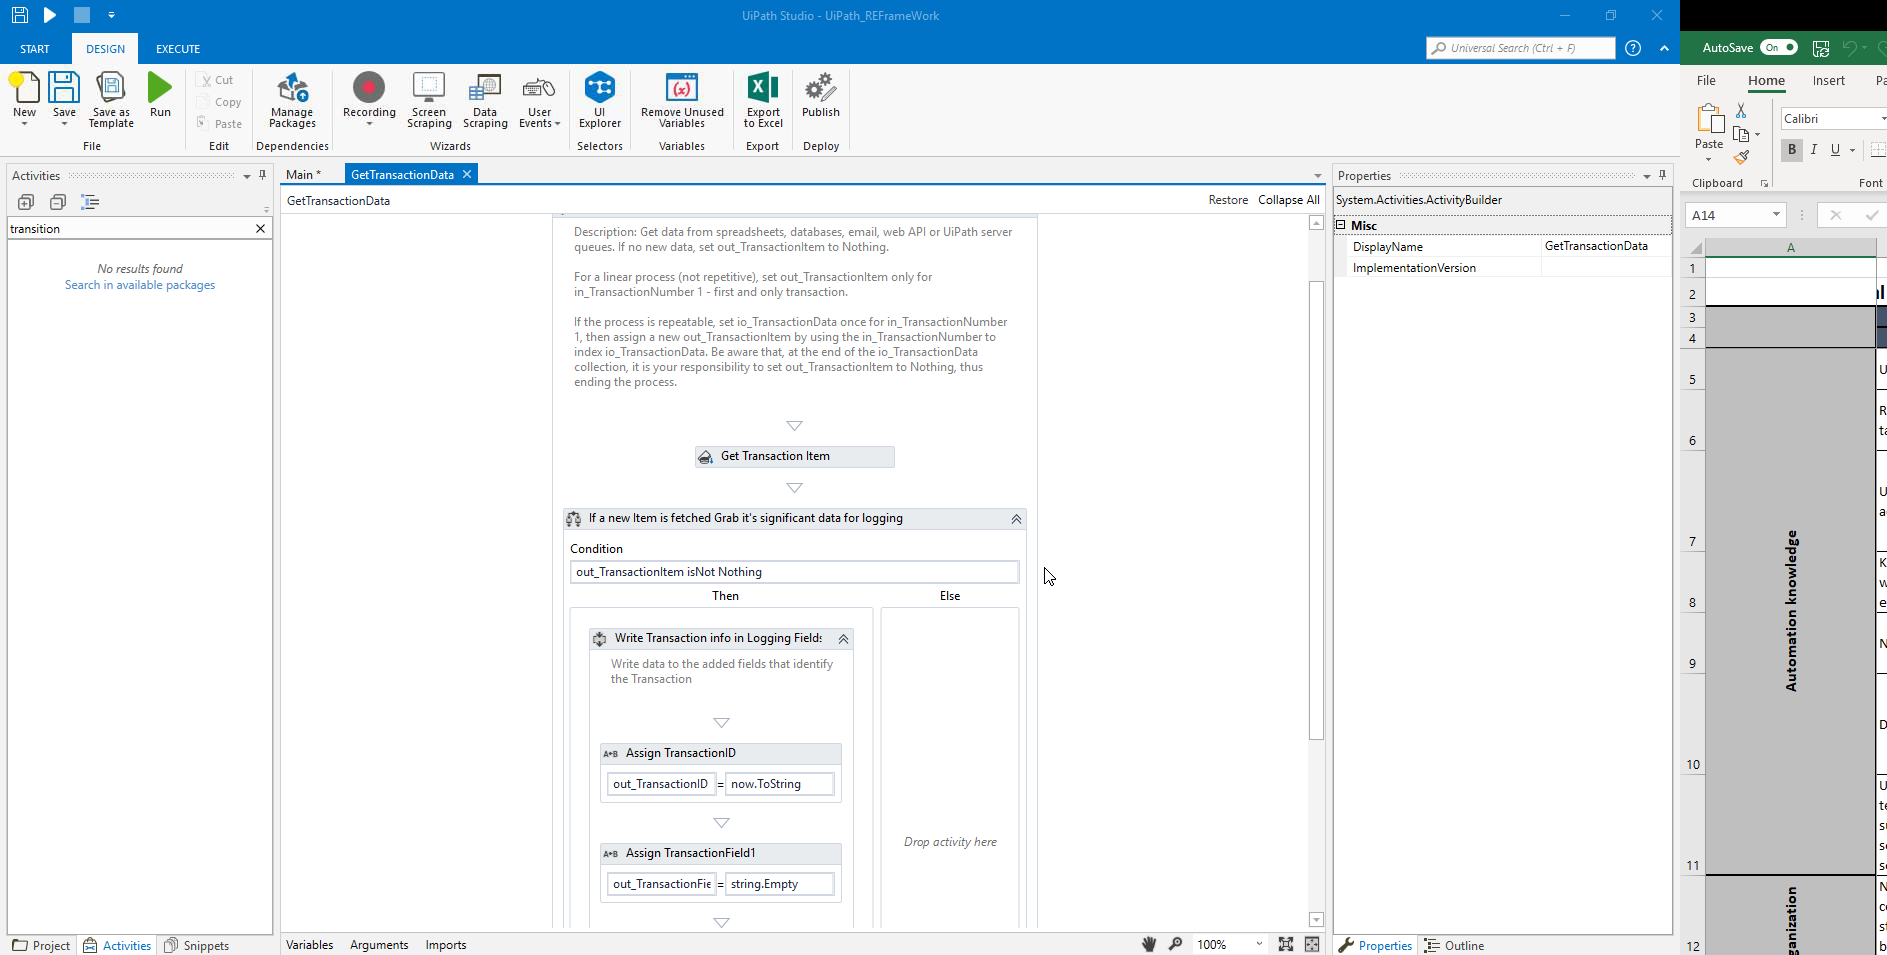 UiPath Studio - UiPath_REFrameWork
START DESIGN EXECUTE
Universal Search (Ctrl + F)
New
Save
Save as
Template
Run
Cut
Copy
Paste
Manage
Packages
Recording
Screen
Scraping
Data
Scraping
User
Events
UI
Explorer
Remove Unused
Variables
Export
to Excel
Publish
File Edit Dependencies Wizards Selectors Variables Export Deploy
Activities
transition
No results found
Search in available packages
Project Activities Snippets
Main * GetTransactionData
GetTransactionData
Restore Collapse All
Description: Get data from spreadsheets, databases, email, web API or UiPath server
queues. If no new data, set out_TransactionItem to Nothing.
For a linear process (not repetitive), set out_TransactionItem only for
in_TransactionNumber 1 - first and only transaction.
If the process is repeatable, set io_TransactionData once for in_TransactionNumber
1, then assign a new out_TransactionItem by using the in_TransactionNumber to
index io_TransactionData. Be aware that, at the end of the io_TransactionData
collection, it is your responsibility to set out_TransactionItem to Nothing, thus
ending the process.
Get Transaction Item
If a new Item is fetched Grab it's significant data for logging
Condition
out_TransactionItem isNot Nothing
Then Else
Write Transaction info in Logging Fields
Write data to the added fields that identify
the Transaction
A+B Assign TransactionID
out_TransactionID = now.ToString
A+B Assign TransactionField1
out_TransactionFie = string.Empty
Drop activity here
Variables Arguments Imports
100%
Properties
System.Activities.ActivityBuilder
Misc
DisplayName GetTransactionData
ImplementationVersion
Properties Outline
AutoSave On
File Home Insert Pa
Paste
Calibri
B I U
Clipboard Font
A14
A
1
2
3
4
5 U
6 R
ta
7 U
a
8 K
w
e
9 N
10 D
11 U
te
su
se
se
12 N
co
st
b
Automation knowledge
ganization